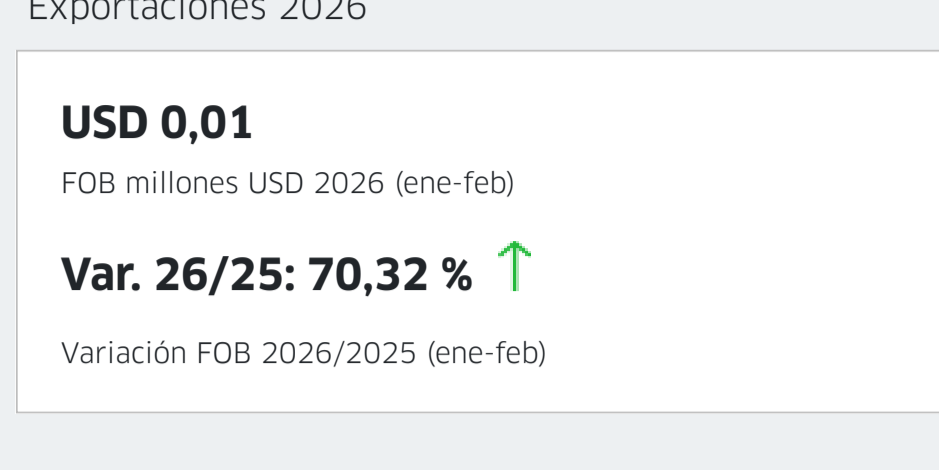 Exportaciones 2026
USD 0,01
FOB millones USD 2026 (ene-feb)
Var. 26/25: 70,32 %
Variación FOB 2026/2025 (ene-feb)